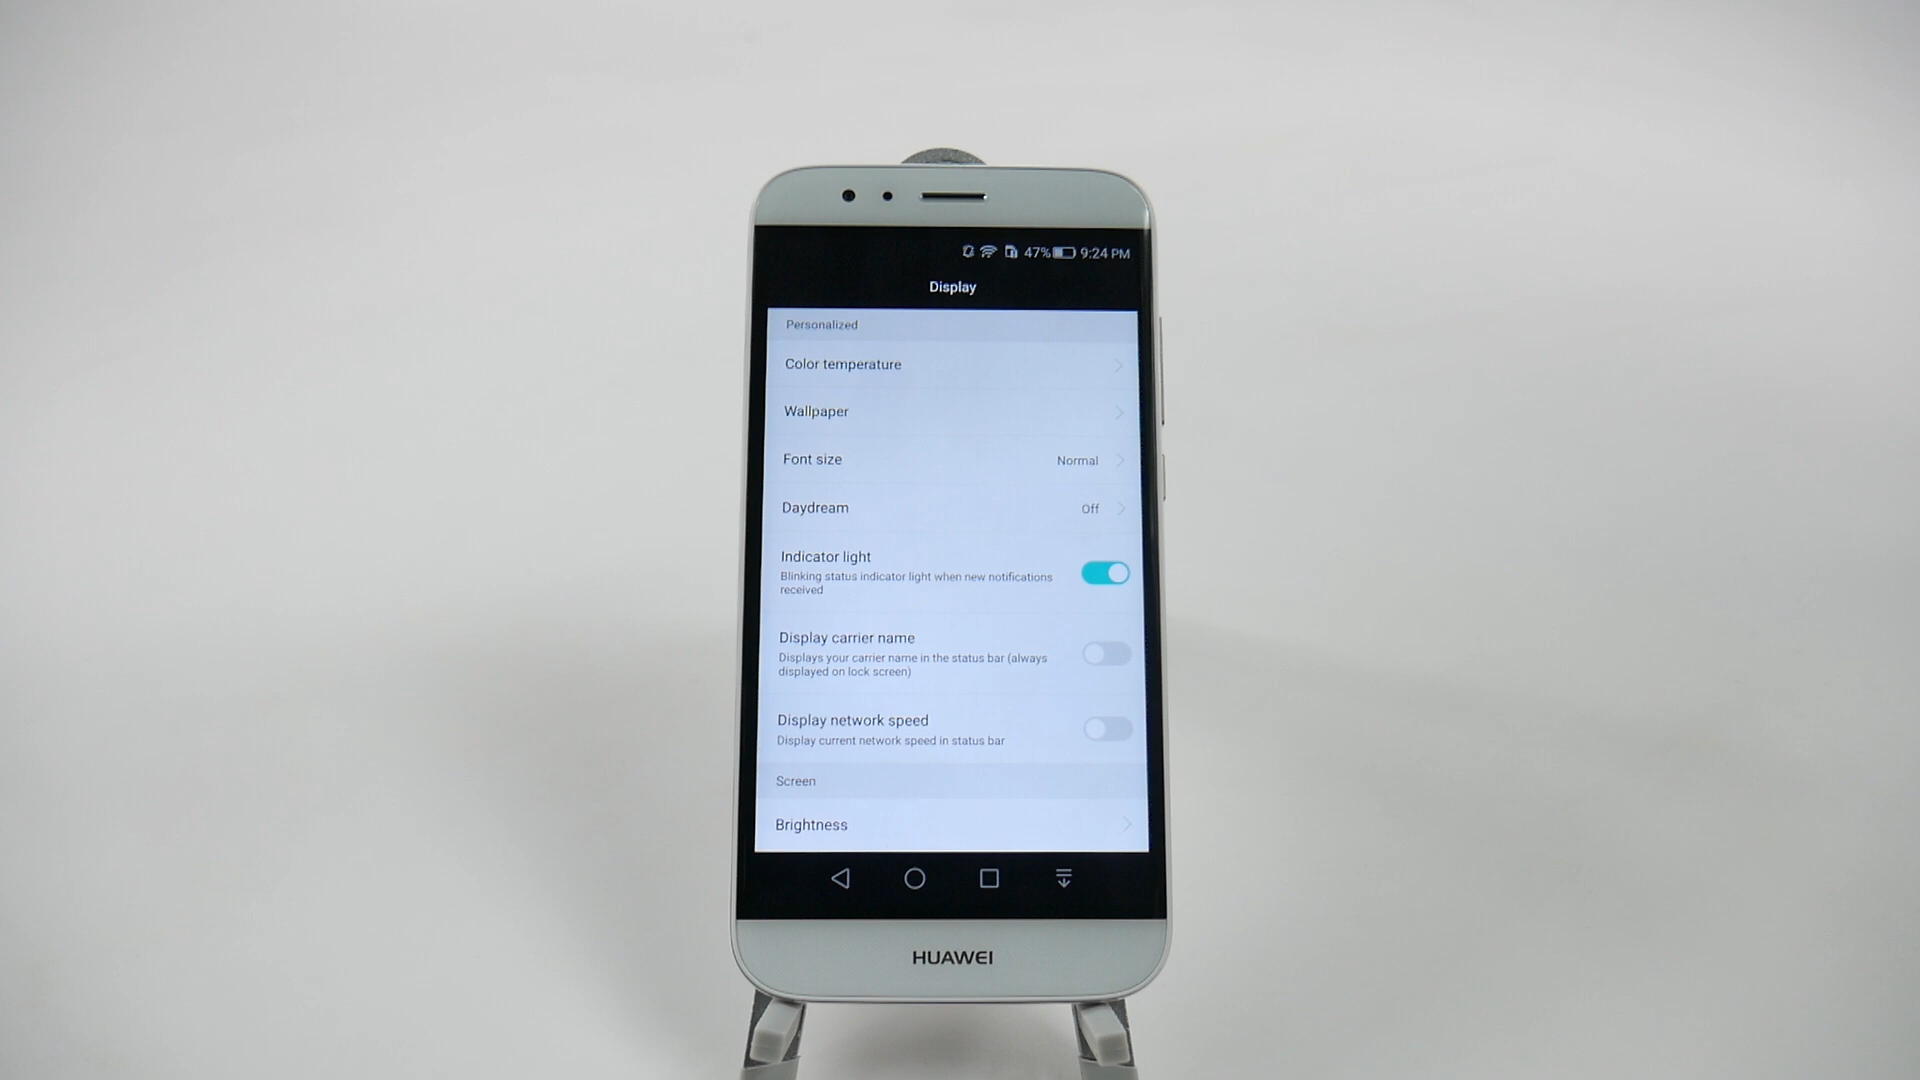 47% 9:24 PM
Display
Personalized
Color temperature
Wallpaper
Font size Normal
Daydream Off
Indicator light
Blinking status indicator light when new notifications
received
Display carrier name
Displays your carrier name in the status bar (always
displayed on lock screen)
Display network speed
Display current network speed in status bar
Screen
Brightness
HUAWEI